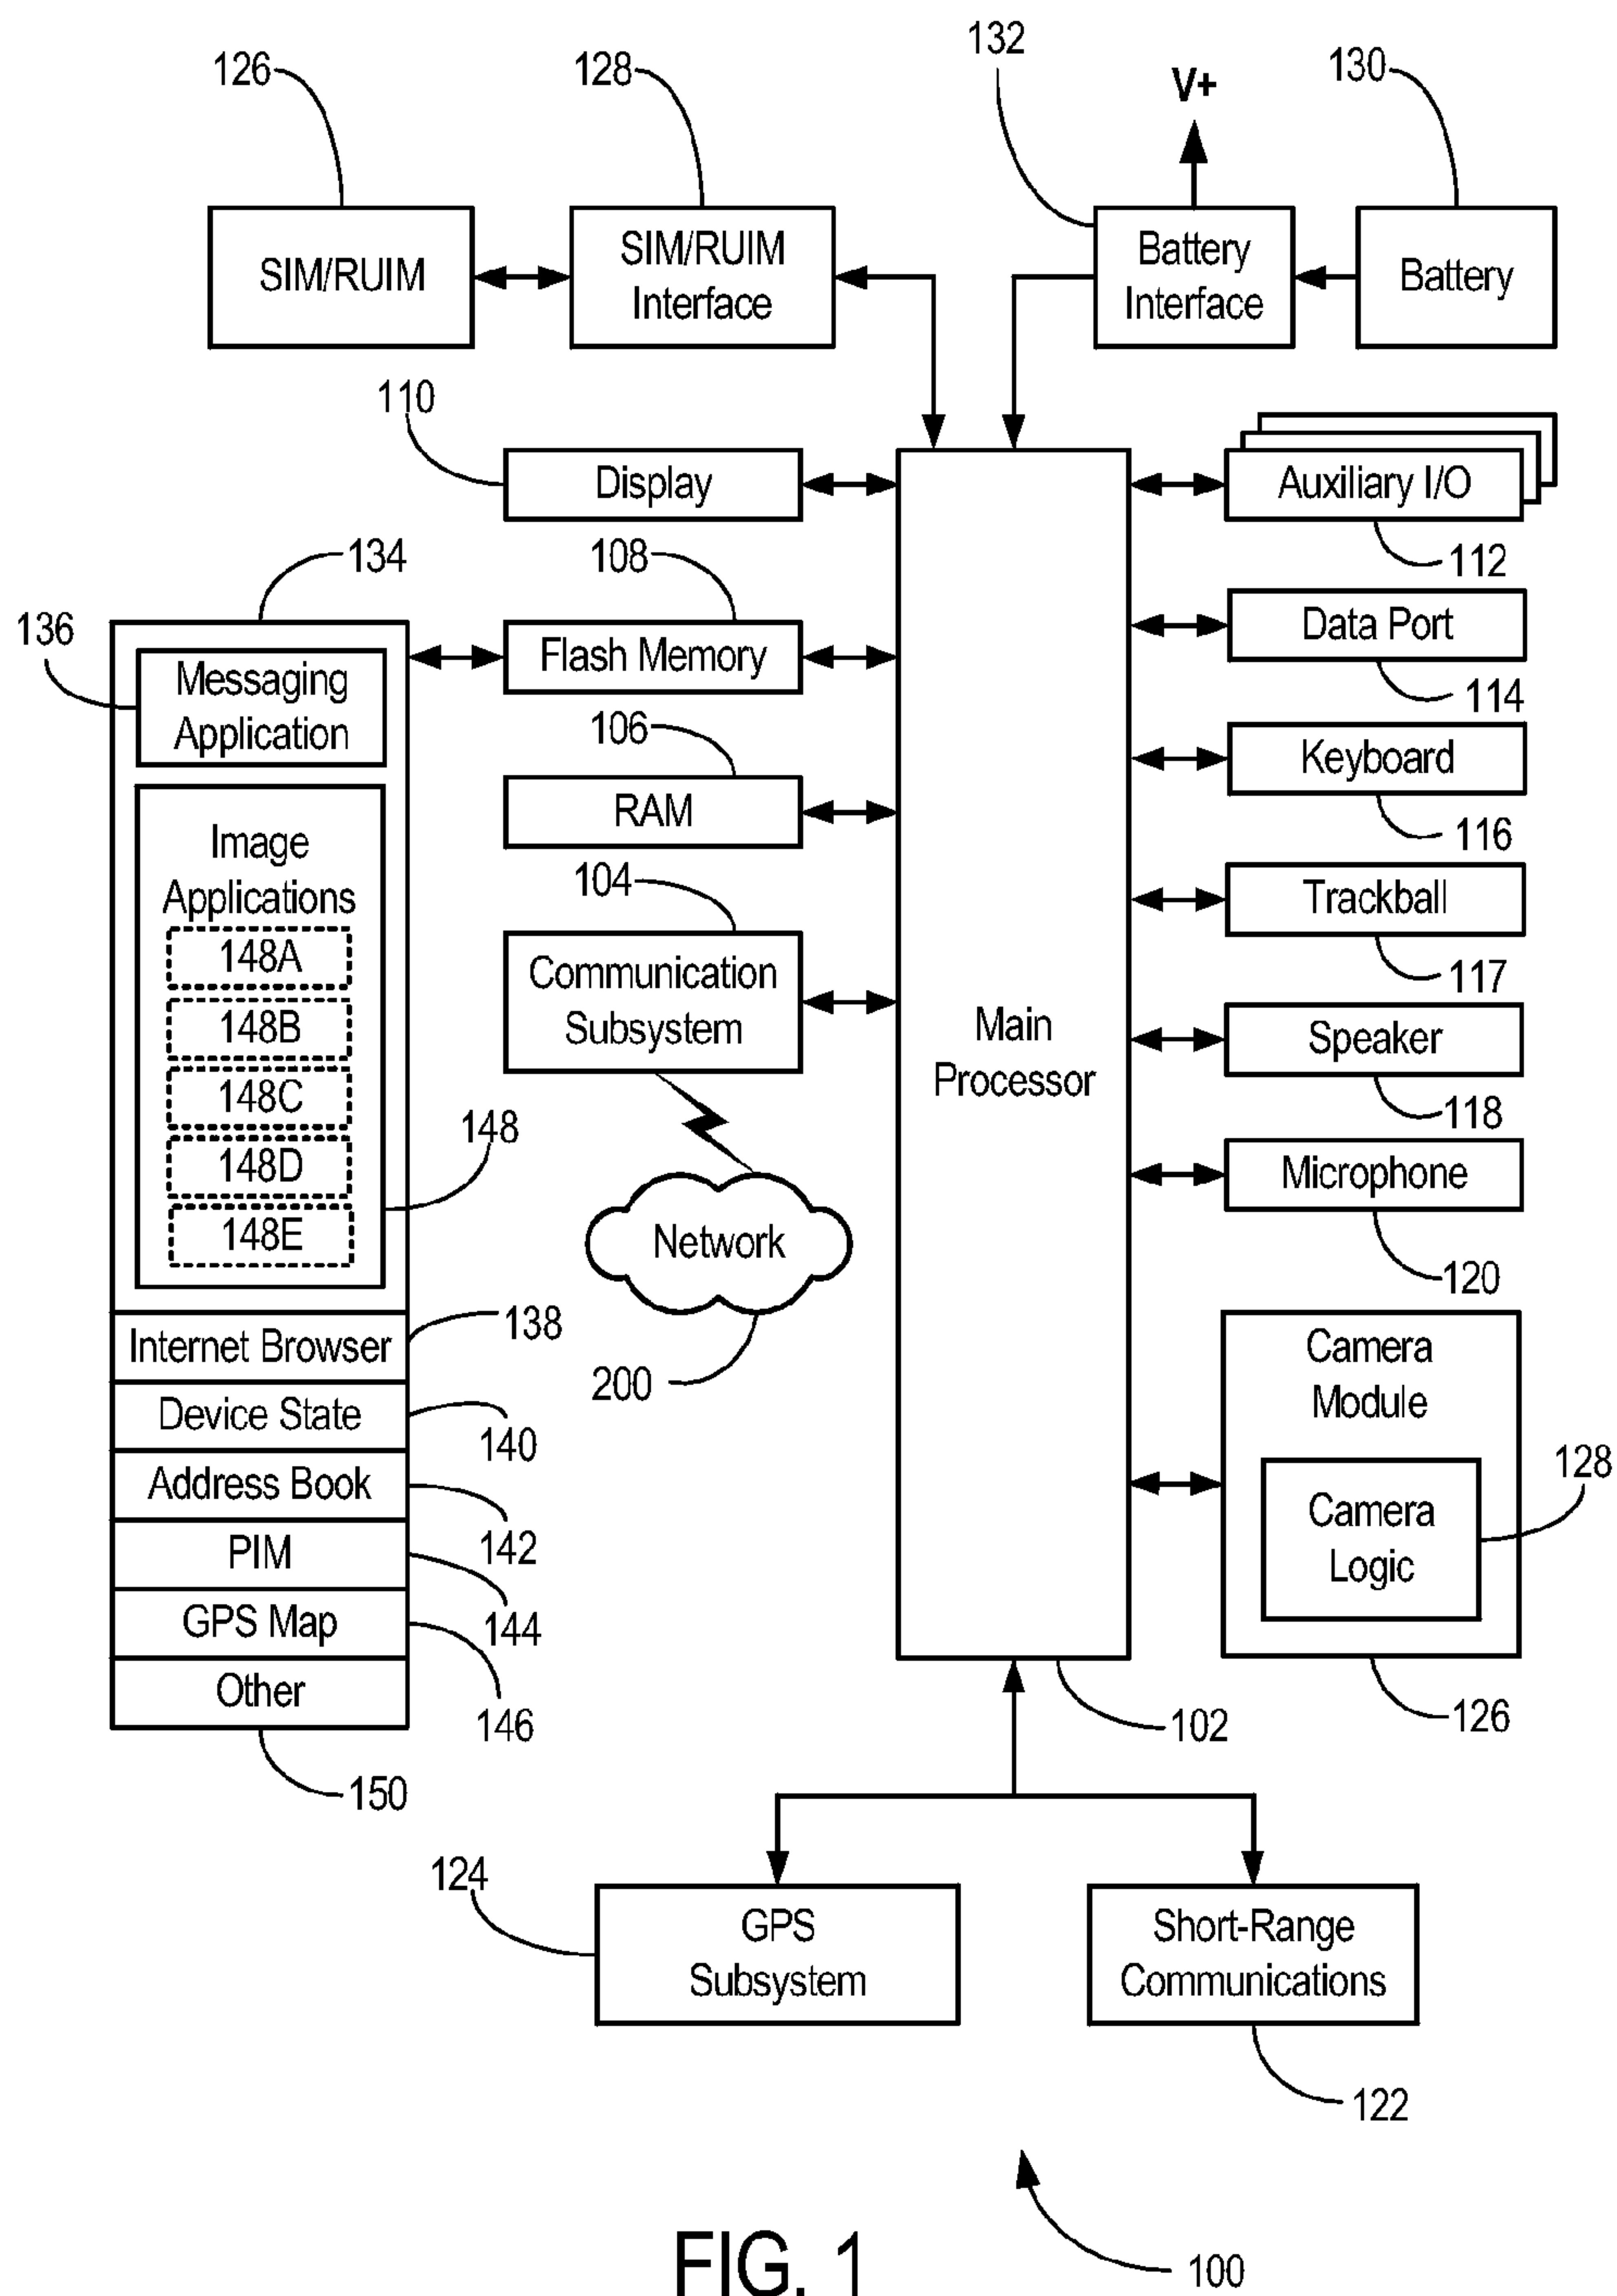 132
126
128
V+
130
SIM/RUIM
SIM/RUIM
Interface
Battery
Interface
Battery
110
Display
Auxiliary I/O
112
134
108
136
Messaging
Application
Flash Memory
Data Port
114
106
RAM
Keyboard
116
Image
Applications
148A
148B
148C
148D
148E
148
104
Communication
Subsystem
Trackball
117
Main
Processor
Speaker
118
Microphone
120
Network
200
Internet Browser
138
Device State
140
Address Book
142
PIM
144
GPS Map
146
Other
150
Camera
Module
Camera
Logic
128
126
102
124
GPS
Subsystem
Short-Range
Communications
122
100
FIG. 1